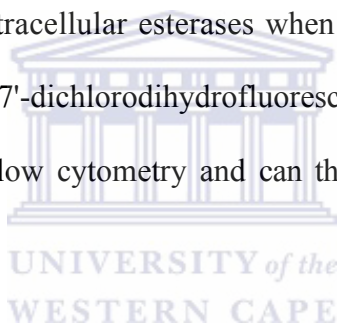 tracellular esterases when
7'-dichlorodihydrofluoresc
low cytometry and can th
UNIVERSITY of the
WESTERN CAPE